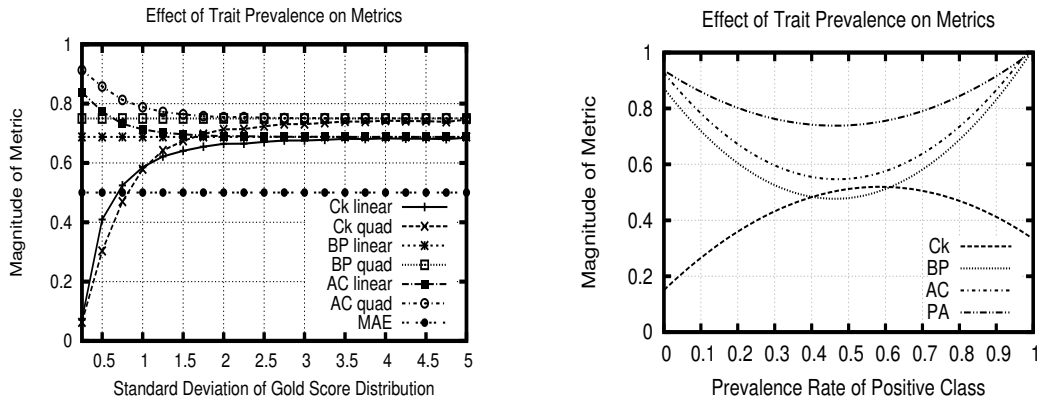 Effect of Trait Prevalence on Metrics
Magnitude of Metric
1
0.8
0.6
0.4
0.2
0
Ck linear
Ck quad
BP linear
BP quad
AC linear
AC quad
MAE
0.5 1 1.5 2 2.5 3 3.5 4 4.5 5
Standard Deviation of Gold Score Distribution
Effect of Trait Prevalence on Metrics
Magnitude of Metric
1
0.8
0.6
0.4
0.2
0
Ck
BP
AC
PA
0 0.1 0.2 0.3 0.4 0.5 0.6 0.7 0.8 0.9 1
Prevalence Rate of Positive Class